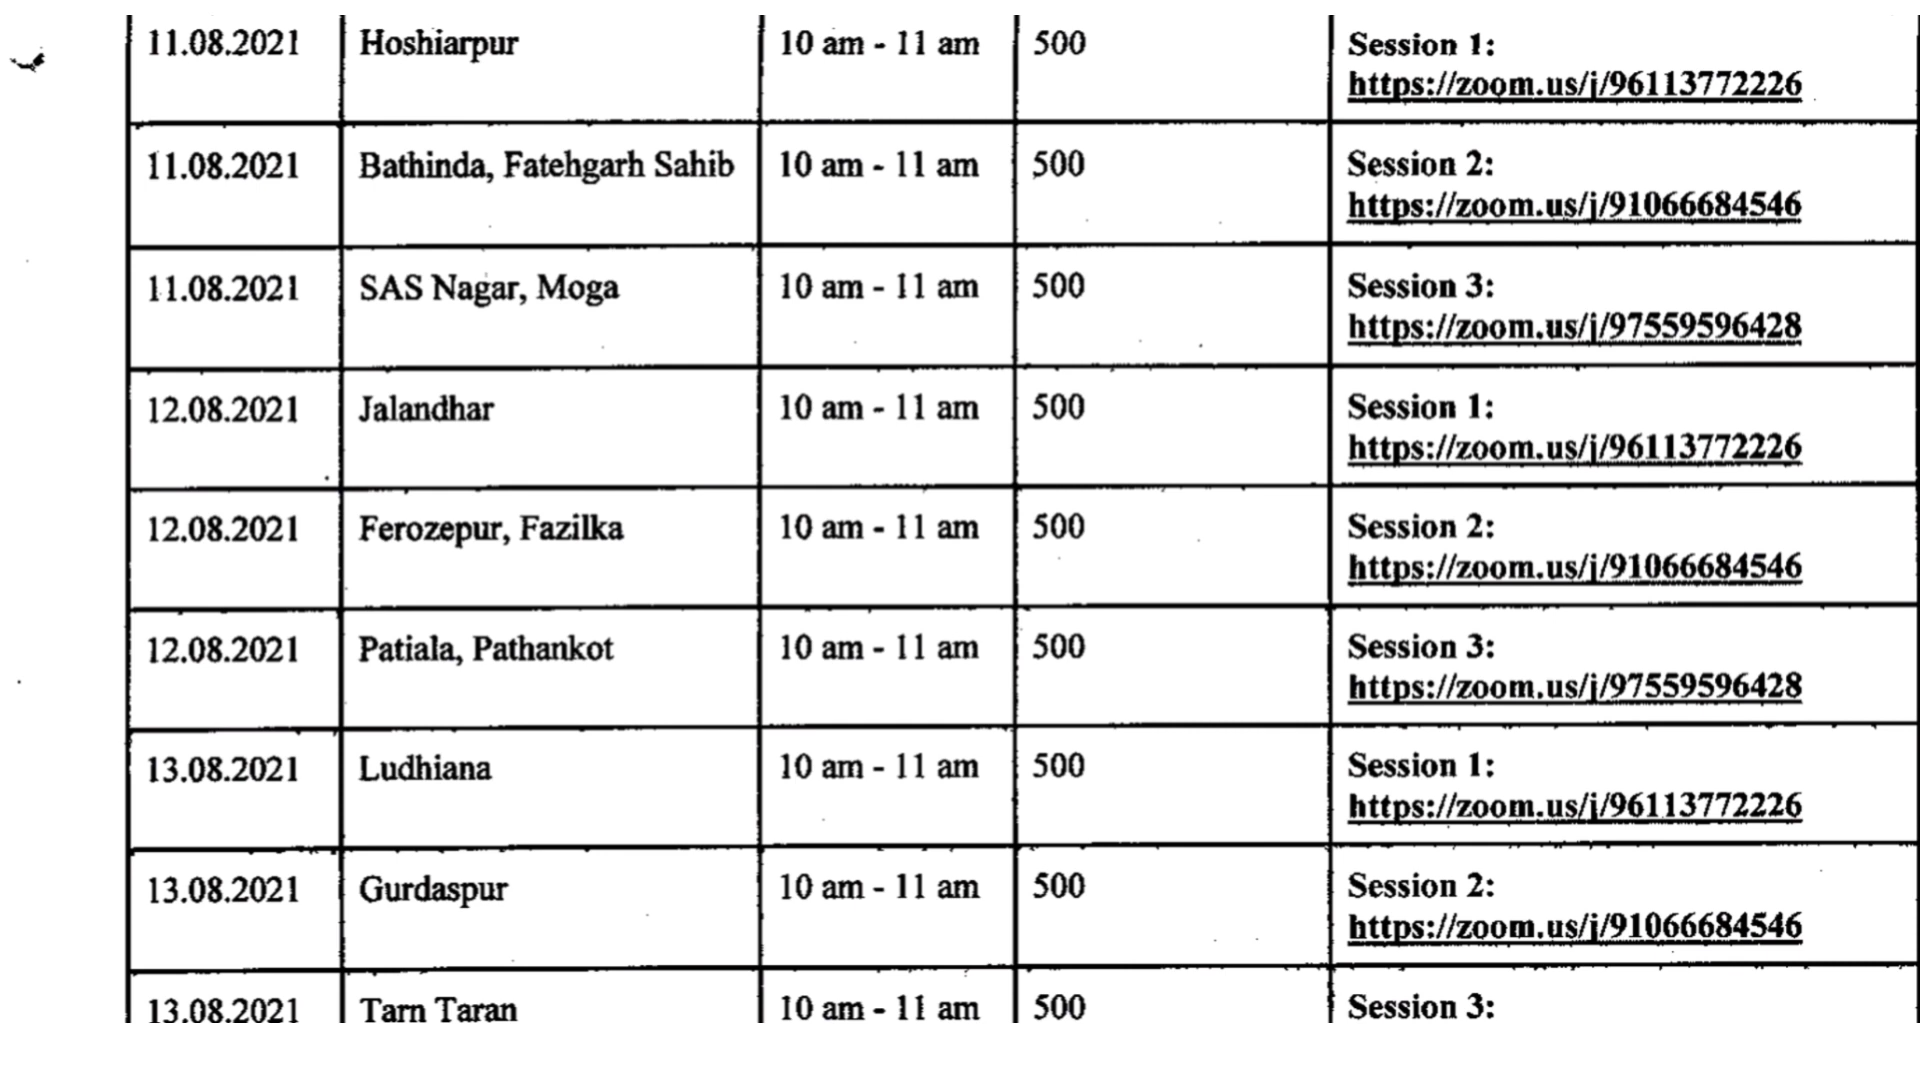 11.08.2021 Hoshiarpur 10 am - 11 am 500 Session 1:
https://zoom.us/j/96113772226
11.08.2021 Bathinda, Fatehgarh Sahib 10 am - 11 am 500 Session 2:
https://zoom.us/j/91066684546
11.08.2021 SAS Nagar, Moga 10 am - 11 am 500 Session 3:
https://zoom.us/j/97559596428
12.08.2021 Jalandhar 10 am - 11 am 500 Session 1:
https://zoom.us/j/96113772226
12.08.2021 Ferozepur, Fazilka 10 am - 11 am 500 Session 2:
https://zoom.us/j/91066684546
12.08.2021 Patiala, Pathankot 10 am - 11 am 500 Session 3:
https://zoom.us/j/97559596428
13.08.2021 Ludhiana 10 am - 11 am 500 Session 1:
https://zoom.us/j/96113772226
13.08.2021 Gurdaspur 10 am - 11 am 500 Session 2:
https://zoom.us/j/91066684546
13.08.2021 Tarn Taran 10 am - 11 am 500 Session 3: